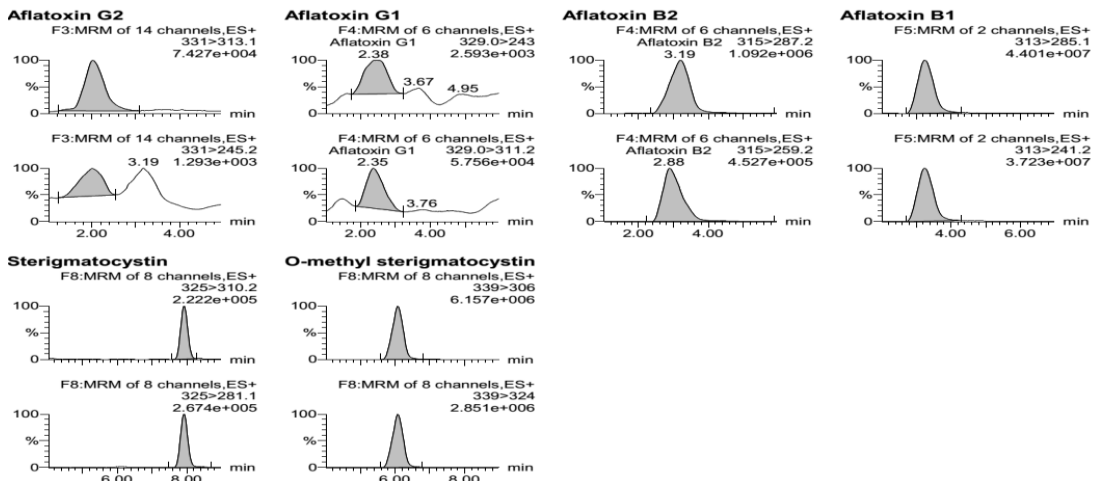 Aflatoxin G2
F3:MRM of 14 channels,ES+
331>313.1
7.427e+004
100
%
0
min
F3:MRM of 14 channels,ES+
331>245.2
3.19 1.293e+003
100
%
0
min
2.00 4.00
Aflatoxin G1
F4:MRM of 6 channels,ES+
Aflatoxin G1 329.0>243
2.38 2.593e+003
3.67
4.95
100
%
0
min
F4:MRM of 6 channels,ES+
Aflatoxin G1 329.0>311.2
2.35 5.756e+004
3.76
100
%
0
min
2.00 4.00
Aflatoxin B2
F4:MRM of 6 channels,ES+
Aflatoxin B2 315>287.2
3.19 1.092e+006
100
%
0
min
F4:MRM of 6 channels,ES+
Aflatoxin B2 315>259.2
2.88 4.527e+005
100
%
0
min
2.00 4.00
Aflatoxin B1
F5:MRM of 2 channels,ES+
313>285.1
4.401e+007
100
%
0
min
F5:MRM of 2 channels,ES+
313>241.2
3.723e+007
100
%
0
min
4.00 6.00
Sterigmatocystin
F8:MRM of 8 channels,ES+
325>310.2
2.222e+005
100
%
0
min
F8:MRM of 8 channels,ES+
325>281.1
2.674e+005
100
%
0
min
6.00 8.00
O-methyl sterigmatocystin
F8:MRM of 8 channels,ES+
339>306
6.157e+006
100
%
0
min
F8:MRM of 8 channels,ES+
339>324
2.851e+006
100
%
0
min
6.00 8.00